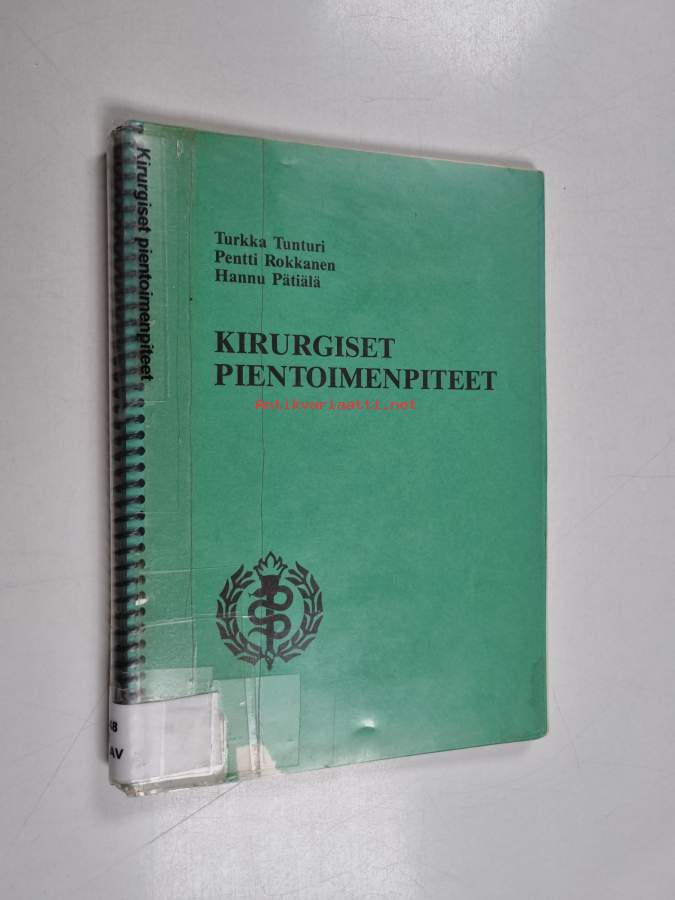 Kirurgiset pientoimenpiteet
Turkka Tunturi
Pentti Rokkanen
Hannu Pätiälä
KIRURGISET
PIENTOIMENPITEET
Antikvariaatti.net
AV